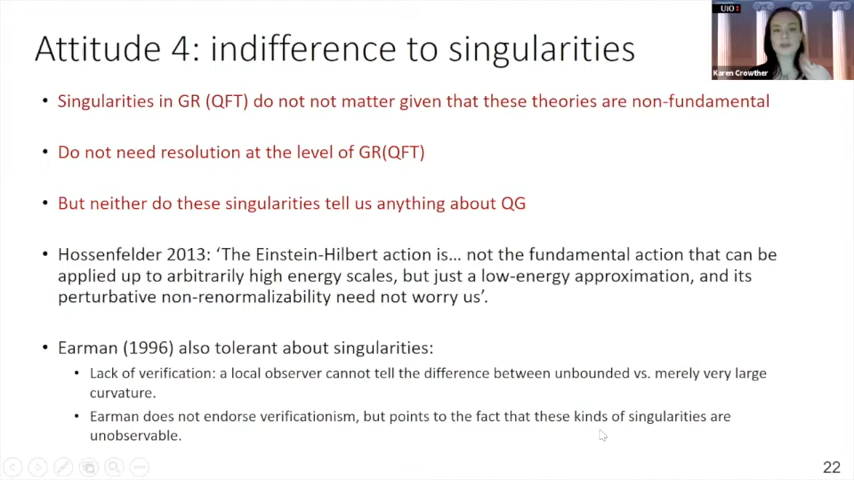 UiO
Karen Crowther
Attitude 4: indifference to singularities
• Singularities in GR (QFT) do not not matter given that these theories are non-fundamental
• Do not need resolution at the level of GR(QFT)
• But neither do these singularities tell us anything about QG
• Hossenfelder 2013: ‘The Einstein-Hilbert action is… not the fundamental action that can be
applied up to arbitrarily high energy scales, but just a low-energy approximation, and its
perturbative non-renormalizability need not worry us’.
• Earman (1996) also tolerant about singularities:
• Lack of verification: a local observer cannot tell the difference between unbounded vs. merely very large
curvature.
• Earman does not endorse verificationism, but points to the fact that these kinds of singularities are
unobservable.
22